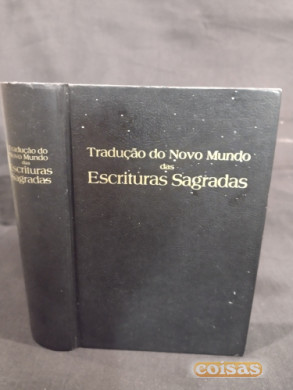 Tradução do
Novo Mundo
das
Escrituras
Sagradas
Tradução do Novo Mundo
das
Escrituras Sagradas
coisas